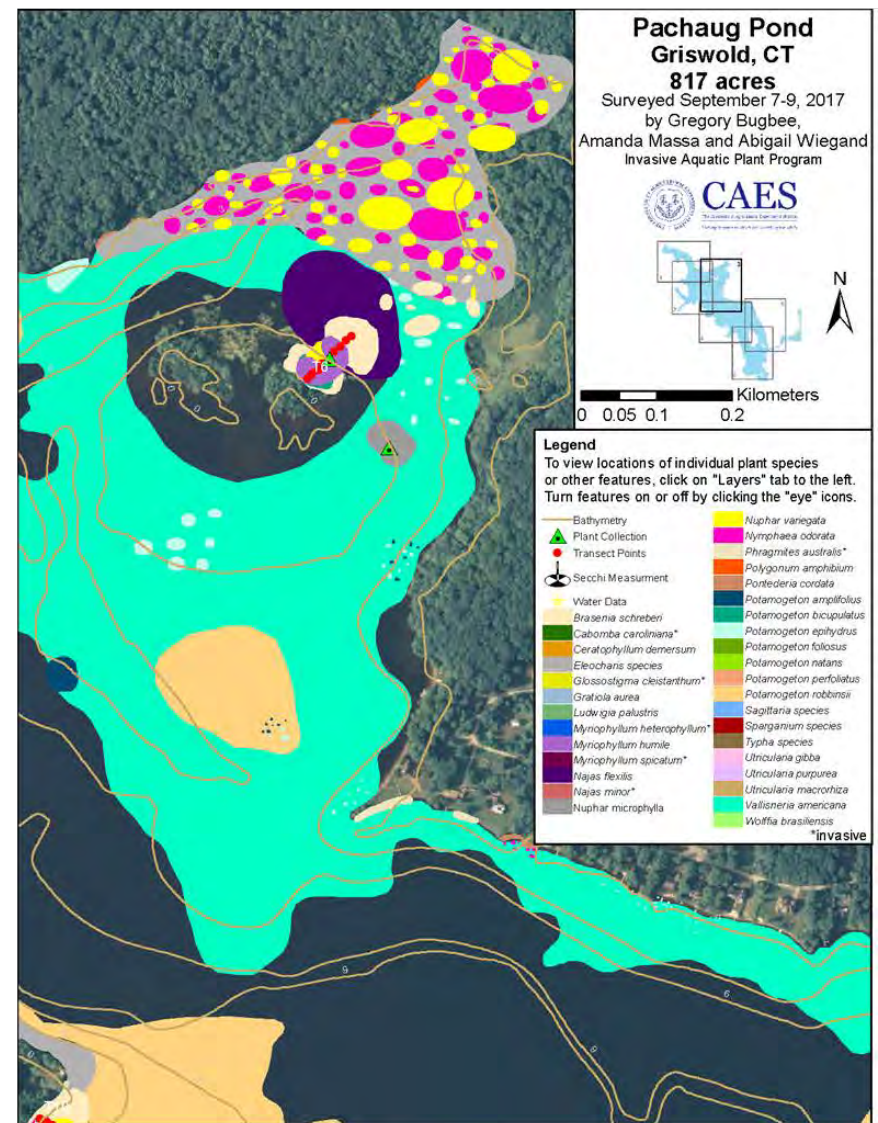 Pachaug Pond
Griswold, CT
817 acres
Surveyed September 7-9, 2017
by Gregory Bugbee,
Amanda Massa and Abigail Wiegand
Invasive Aquatic Plant Program
CAES
N
Kilometers
0 0.05 0.1 0.2
Legend
To view locations of individual plant species
or other features, click on "Layers" tab to the left.
Turn features on or off by clicking the "eye" icons.
Bathymetry
Plant Collection
Transect Points
Secchi Measurment
Water Data
Brasenia schreberi
Cabomba caroliniana*
Ceratophyllum demersum
Eleocharis species
Glossostigma cleistanthum*
Gratiola aurea
Ludwigia palustris
Myriophyllum heterophyllum*
Myriophyllum humile
Myriophyllum spicatum*
Najas flexilis
Najas minor*
Nuphar microphylla
Nuphar variegata
Nymphaea odorata
Phragmites australis*
Polygonum amphibium
Pontederia cordata
Potamogeton amplifolius
Potamogeton bicupulatus
Potamogeton epihydrus
Potamogeton foliosus
Potamogeton natans
Potamogeton perfoliatus
Potamogeton robbinsii
Sagittaria species
Sparganium species
Typha species
Utricularia gibba
Utricularia purpurea
Utricularia macrorhiza
Vallisneria americana
Wolffia brasiliensis
*invasive
T6